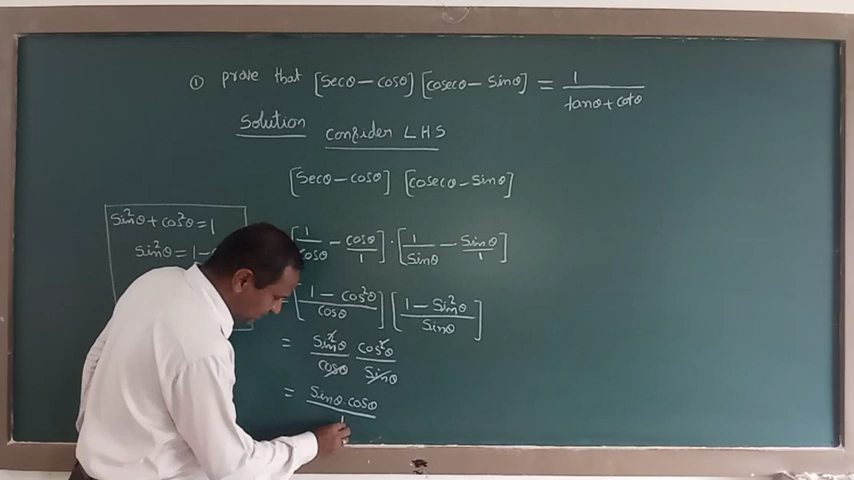 ① prove that [secθ - cosθ] [cosecθ - sinθ] = 1 / tanθ + cotθ
Solution Consider LHS
[secθ - cosθ] [cosecθ - sinθ]
sin²θ + cos²θ = 1
sin²θ = 1 -
[1/cosθ - cosθ/1] · [1/sinθ - sinθ/1]
[1 - cos²θ / cosθ] [1 - sin²θ / sinθ]
= sin²θ/cosθ cos²θ/sinθ
= sinθ·cosθ / 1